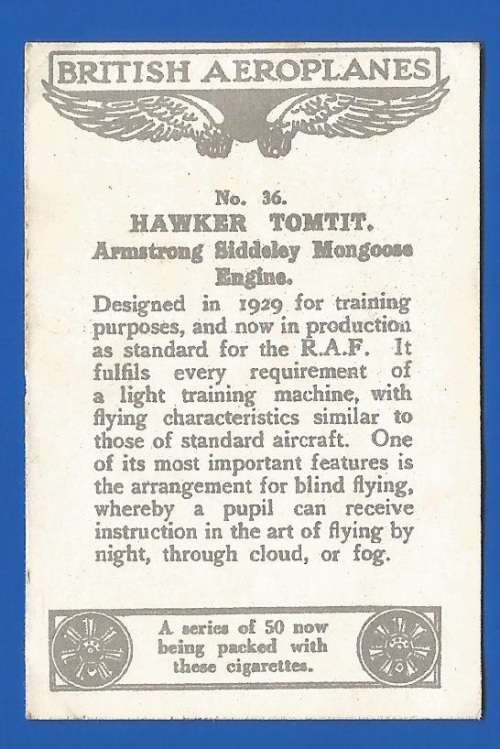 BRITISH AEROPLANES
No. 36.
HAWKER TOMTIT.
Armstrong Siddeley Mongoose
Engine.
Designed in 1929 for training
purposes, and now in production
as standard for the R.A.F. It
fulfils every requirement of
a light training machine, with
flying characteristics similar to
those of standard aircraft. One
of its most important features is
the arrangement for blind flying,
whereby a pupil can receive
instruction in the art of flying by
night, through cloud, or fog.
A series of 50 now
being packed with
these cigarettes.